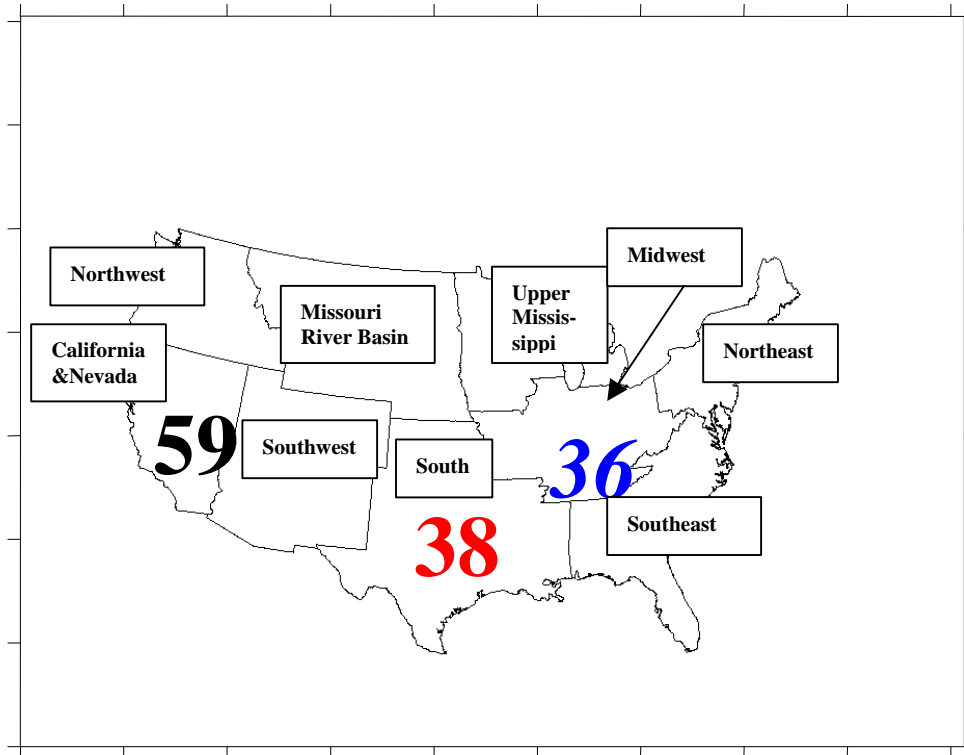 Midwest
Northwest
Upper
Missis-
sippi
Missouri
River Basin
California
&Nevada
Northeast
59
Southwest
South
36
Southeast
38